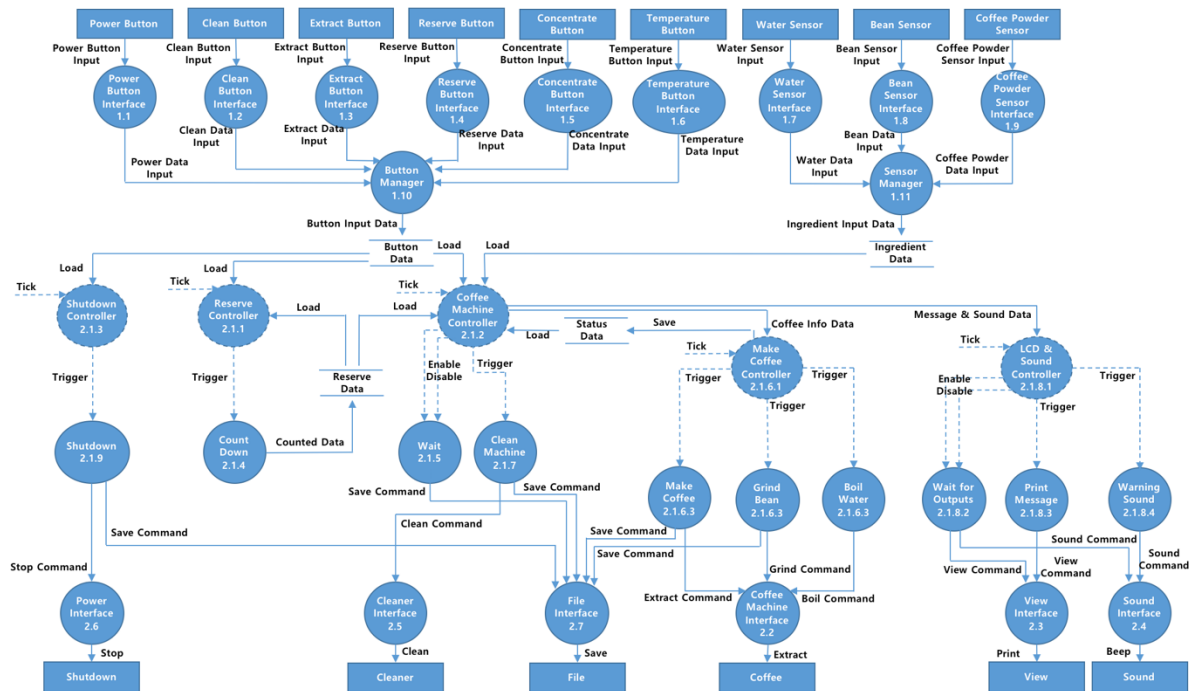 Power Button
Clean Button
Extract Button
Reserve Button
Concentrate
Button
Temperature
Button
Water Sensor
Bean Sensor
Coffee Powder
Sensor
Power Button
Input
Clean Button
Input
Extract Button
Input
Reserve Button
Input
Concentrate
Button Input
Temperature
Button Input
Water Sensor
Input
Bean Sensor
Input
Coffee Powder
Sensor Input
Power
Button
Interface
1.1
Clean
Button
Interface
1.2
Extract
Button
Interface
1.3
Reserve
Button
Interface
1.4
Concentrate
Button
Interface
1.5
Temperature
Button
Interface
1.6
Water
Sensor
Interface
1.7
Bean
Sensor
Interface
1.8
Coffee
Powder
Sensor
Interface
1.9
Power Data
Input
Clean Data
Input
Extract Data
Input
Reserve Data
Input
Concentrate
Data Input
Temperature
Data Input
Water Data
Input
Bean Data
Input
Coffee Powder
Data Input
Button
Manager
1.10
Sensor
Manager
1.11
Button Input Data
Ingredient Input Data
Button
Data
Ingredient
Data
Load
Load
Load
Load
Tick
Tick
Tick
Shutdown
Controller
2.1.3
Reserve
Controller
2.1.1
Coffee
Machine
Controller
2.1.2
Load
Load
Load
Status
Data
Save
Coffee Info Data
Message & Sound Data
Tick
Tick
Make
Coffee
Controller
2.1.6.1
LCD &
Sound
Controller
2.1.8.1
Trigger
Trigger
Reserve
Data
Enable
Disable
Trigger
Trigger
Trigger
Trigger
Enable
Disable
Trigger
Trigger
Shutdown
2.1.9
Count
Down
2.1.4
Counted Data
Wait
2.1.5
Clean
Machine
2.1.7
Make
Coffee
2.1.6.3
Grind
Bean
2.1.6.3
Boil
Water
2.1.6.3
Wait for
Outputs
2.1.8.2
Print
Message
2.1.8.3
Warning
Sound
2.1.8.4
Save Command
Save Command
Clean Command
Save Command
Save Command
Save Command
Stop Command
Extract Command
Grind Command
Boil Command
View Command
View
Command
Sound Command
Sound
Command
Power
Interface
2.6
Cleaner
Interface
2.5
File
Interface
2.7
Coffee
Machine
Interface
2.2
View
Interface
2.3
Sound
Interface
2.4
Stop
Clean
Save
Extract
Print
Beep
Shutdown
Cleaner
File
Coffee
View
Sound